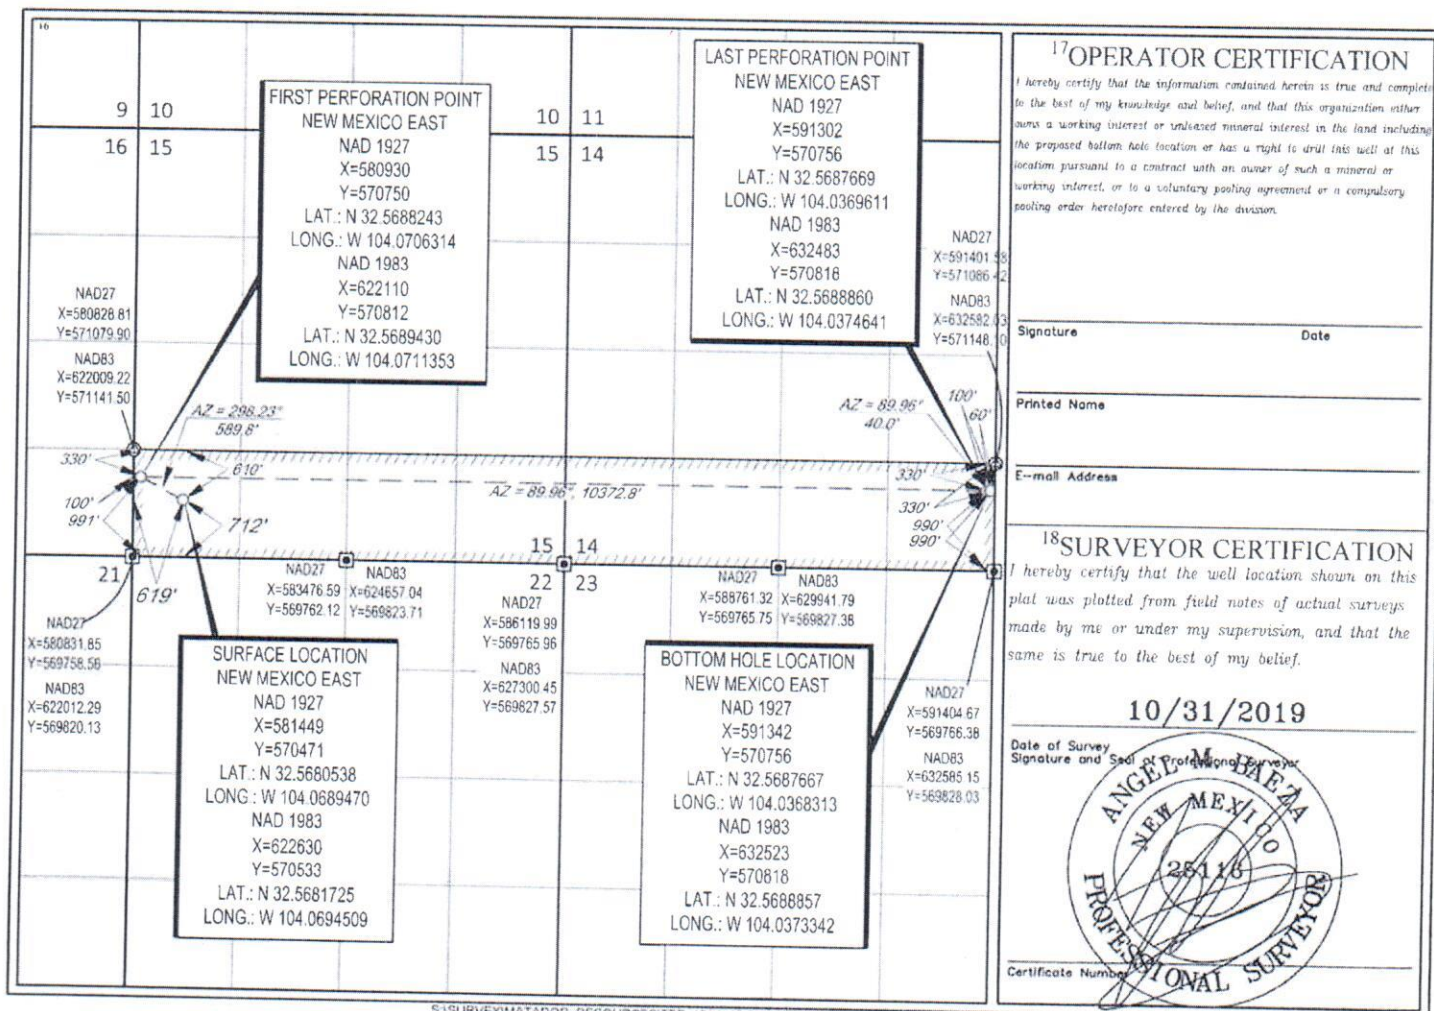 16
9 10
16 15
10 11
15 14
FIRST PERFORATION POINT
NEW MEXICO EAST
NAD 1927
X=580930
Y=570750
LAT.: N 32.5688243
LONG.: W 104.0706314
NAD 1983
X=622110
Y=570812
LAT.: N 32.5689430
LONG.: W 104.0711353
LAST PERFORATION POINT
NEW MEXICO EAST
NAD 1927
X=591302
Y=570756
LAT.: N 32.5687669
LONG.: W 104.0369611
NAD 1983
X=632483
Y=570818
LAT.: N 32.5688860
LONG.: W 104.0374641
NAD27
X=580828.81
Y=571079.90
NAD83
X=622009.22
Y=571141.50
NAD27
X=591401.58
Y=571086.42
NAD83
X=632582.03
Y=571148.10
AZ = 298.23°
589.8'
AZ = 89.96°
40.0'
100'
60'
330'
610'
330'
AZ = 89.96°, 10372.8'
330'
100'
991'
712'
990'
990'
15 14
21
22 23
619'
NAD27
X=583476.59
Y=569762.12
NAD83
X=624657.04
Y=569823.71
NAD27
X=586119.99
Y=569765.96
NAD83
X=627300.45
Y=569827.57
NAD27
X=588761.32
Y=569765.75
NAD83
X=629941.79
Y=569827.38
NAD27
X=580831.85
Y=569758.56
NAD83
X=622012.29
Y=569820.13
NAD27
X=591404.67
Y=569766.38
NAD83
X=632585.15
Y=569828.03
SURFACE LOCATION
NEW MEXICO EAST
NAD 1927
X=581449
Y=570471
LAT.: N 32.5680538
LONG.: W 104.0689470
NAD 1983
X=622630
Y=570533
LAT.: N 32.5681725
LONG.: W 104.0694509
BOTTOM HOLE LOCATION
NEW MEXICO EAST
NAD 1927
X=591342
Y=570756
LAT.: N 32.5687667
LONG.: W 104.0368313
NAD 1983
X=632523
Y=570818
LAT.: N 32.5688857
LONG.: W 104.0373342
17OPERATOR CERTIFICATION
I hereby certify that the information contained herein is true and complete
to the best of my knowledge and belief, and that this organization either
owns a working interest or unleased mineral interest in the land including
the proposed bottom hole location or has a right to drill this well at this
location pursuant to a contract with an owner of such a mineral or
working interest, or to a voluntary pooling agreement or a compulsory
pooling order heretofore entered by the division.
Signature Date
Printed Name
E-mail Address
18SURVEYOR CERTIFICATION
I hereby certify that the well location shown on this
plat was plotted from field notes of actual surveys
made by me or under my supervision, and that the
same is true to the best of my belief.
10/31/2019
Date of Survey
Signature and Seal of Professional Surveyor
ANGEL M. BAEZA
NEW MEXICO
25116
PROFESSIONAL SURVEYOR
Certificate Number